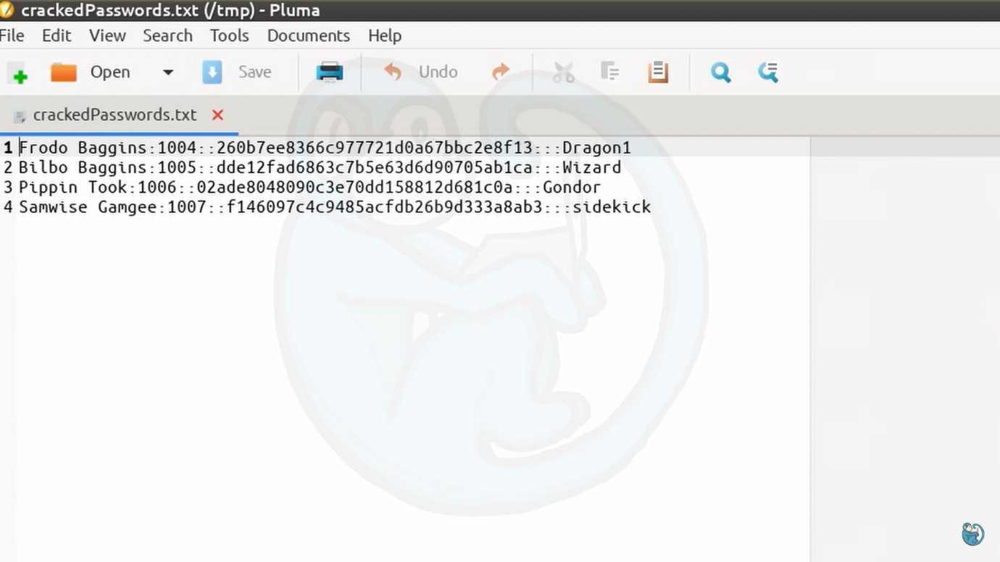 crackedPasswords.txt (/tmp) - Pluma
File Edit View Search Tools Documents Help
Open Save Undo
crackedPasswords.txt
1 Frodo Baggins:1004::260b7ee8366c977721d0a67bbc2e8f13:::Dragon1
2 Bilbo Baggins:1005::dde12fad6863c7b5e63d6d90705ab1ca:::Wizard
3 Pippin Took:1006::02ade8048090c3e70dd158812d681c0a:::Gondor
4 Samwise Gamgee:1007::f146097c4c9485acfdb26b9d333a8ab3:::sidekick